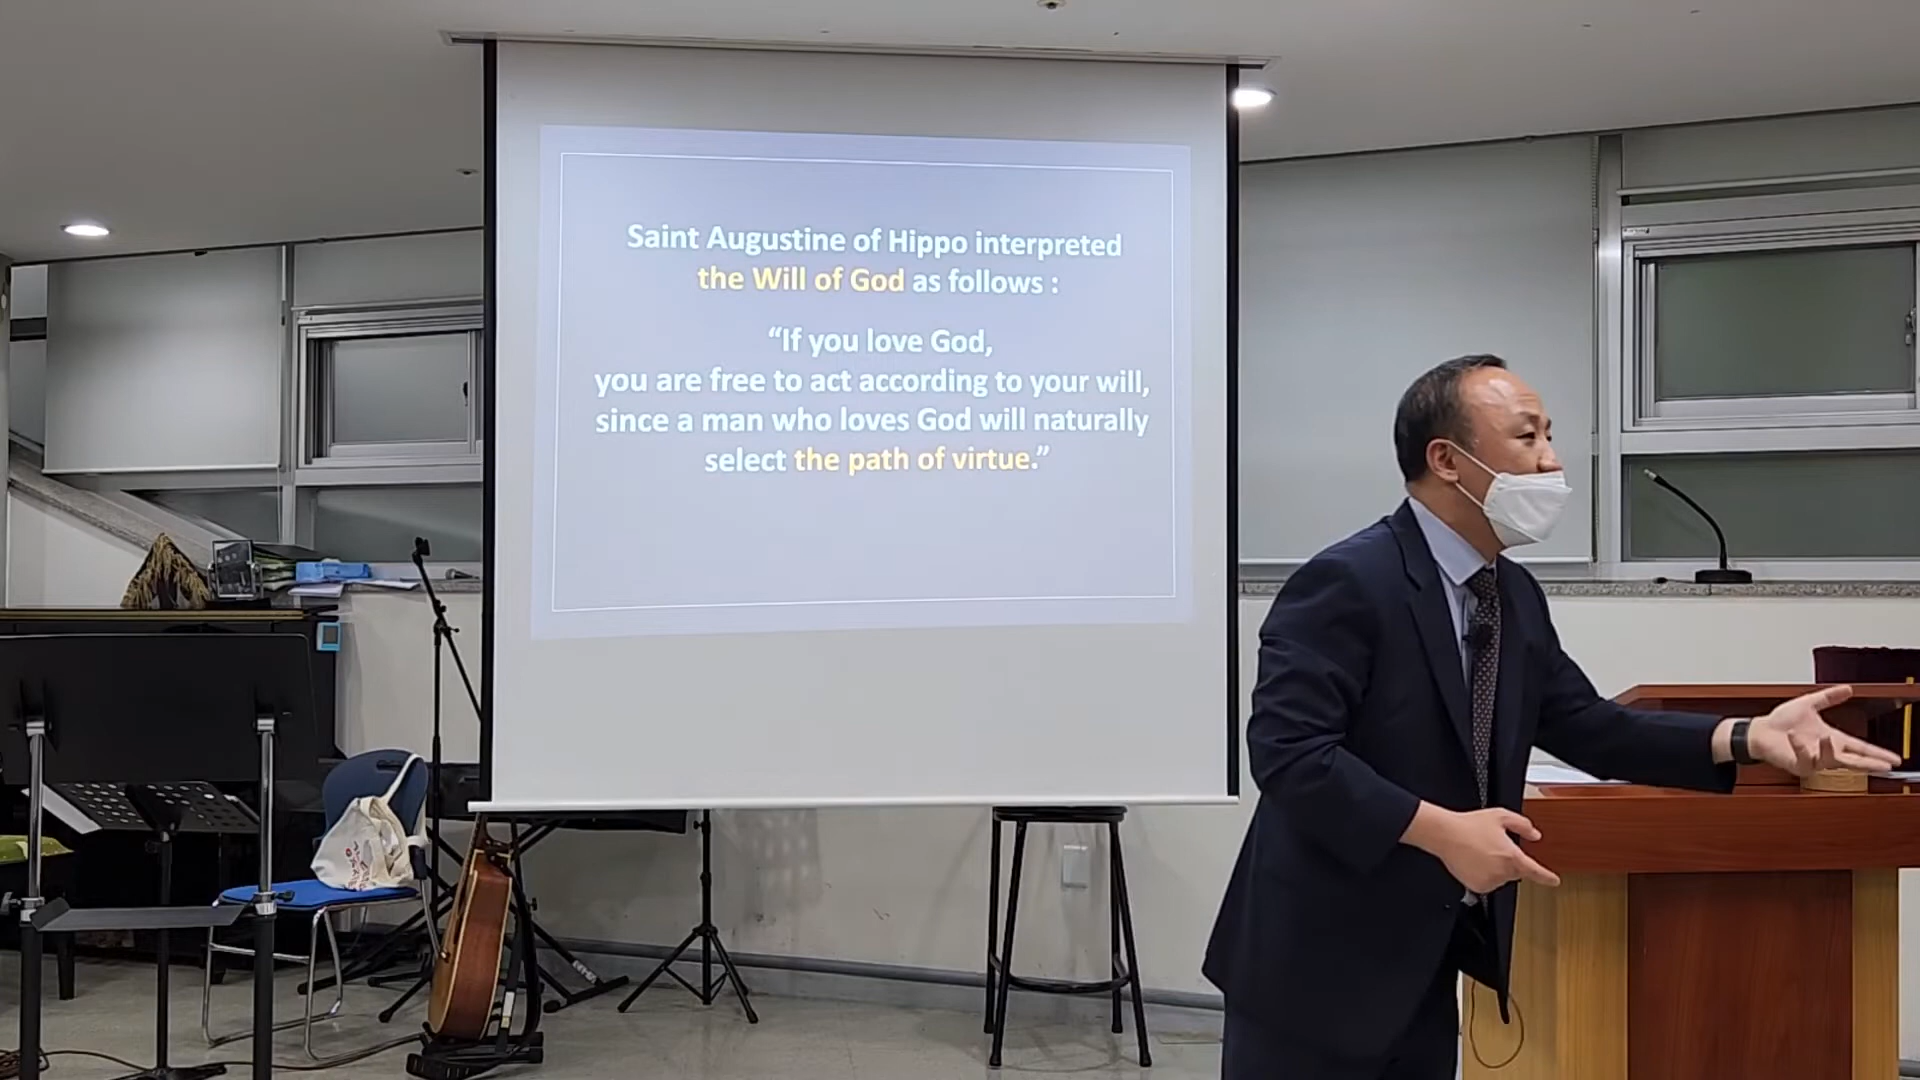 Saint Augustine of Hippo interpreted
the Will of God as follows :
“If you love God,
you are free to act according to your will,
since a man who loves God will naturally
select the path of virtue.”